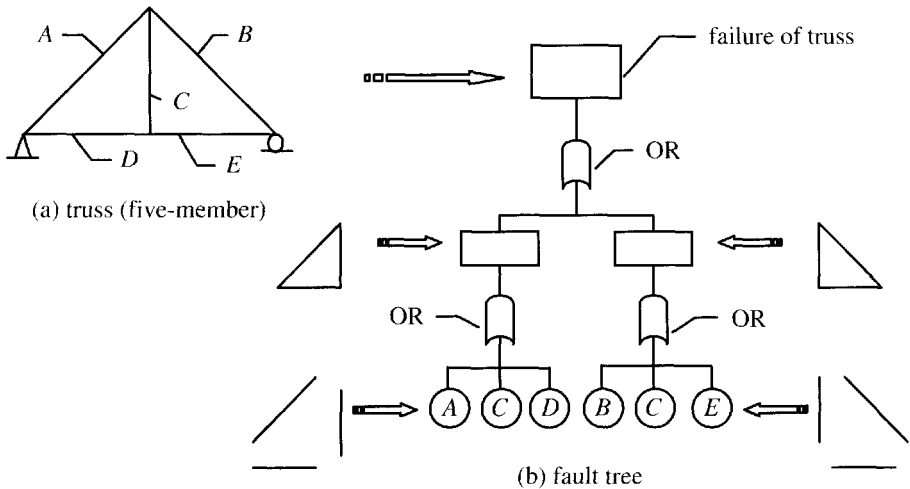 A
B
failure of truss
C
OR
D
E
(a) truss (five-member)
OR
OR
A C D B C E
(b) fault tree